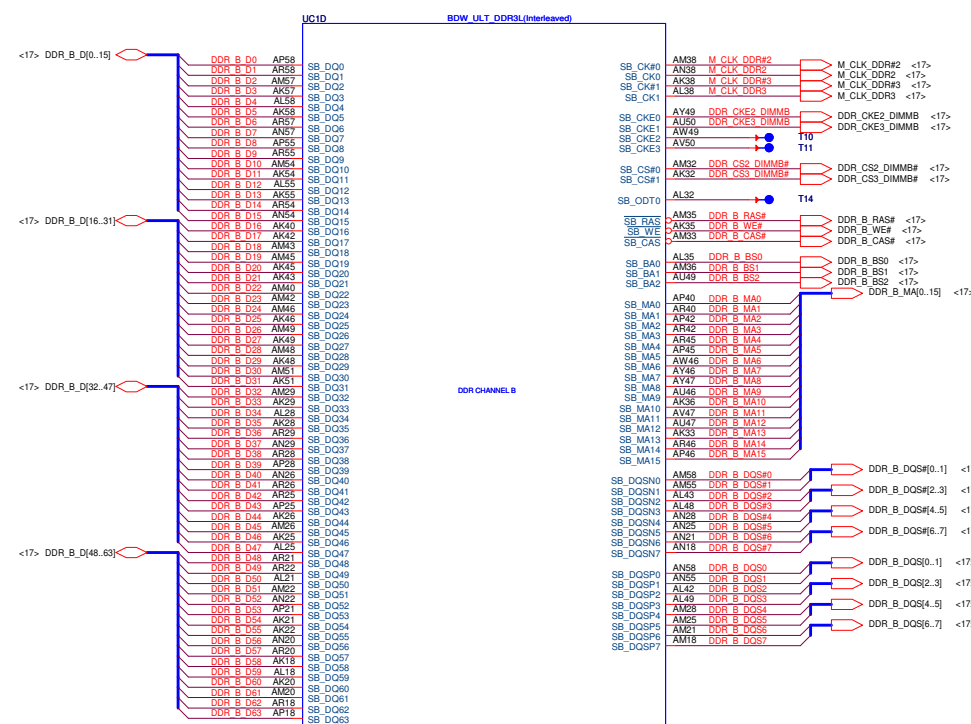 UC1D
BDW_ULT_DDR3L(Interleaved)
<17> DDR_B_D[0..15]
DDR_B_D0 AP58 SB_DQ0
DDR_B_D1 AR58 SB_DQ1
DDR_B_D2 AM57 SB_DQ2
DDR_B_D3 AK57 SB_DQ3
DDR_B_D4 AL58 SB_DQ4
DDR_B_D5 AK58 SB_DQ5
DDR_B_D6 AR57 SB_DQ6
DDR_B_D7 AN57 SB_DQ7
DDR_B_D8 AP55 SB_DQ8
DDR_B_D9 AR55 SB_DQ9
DDR_B_D10 AM54 SB_DQ10
DDR_B_D11 AK54 SB_DQ11
DDR_B_D12 AL55 SB_DQ12
DDR_B_D13 AK55 SB_DQ13
DDR_B_D14 AR54 SB_DQ14
DDR_B_D15 AN54 SB_DQ15
<17> DDR_B_D[16..31]
DDR_B_D16 AK40 SB_DQ16
DDR_B_D17 AK42 SB_DQ17
DDR_B_D18 AM43 SB_DQ18
DDR_B_D19 AM45 SB_DQ19
DDR_B_D20 AK45 SB_DQ20
DDR_B_D21 AK43 SB_DQ21
DDR_B_D22 AM40 SB_DQ22
DDR_B_D23 AM42 SB_DQ23
DDR_B_D24 AM46 SB_DQ24
DDR_B_D25 AK46 SB_DQ25
DDR_B_D26 AM49 SB_DQ26
DDR_B_D27 AK49 SB_DQ27
DDR_B_D28 AM48 SB_DQ28
DDR_B_D29 AK48 SB_DQ29
DDR_B_D30 AM51 SB_DQ30
DDR_B_D31 AK51 SB_DQ31
<17> DDR_B_D[32..47]
DDR_B_D32 AM29 SB_DQ32
DDR_B_D33 AK29 SB_DQ33
DDR_B_D34 AL28 SB_DQ34
DDR_B_D35 AK28 SB_DQ35
DDR_B_D36 AR29 SB_DQ36
DDR_B_D37 AN29 SB_DQ37
DDR_B_D38 AR28 SB_DQ38
DDR_B_D39 AP28 SB_DQ39
DDR_B_D40 AN26 SB_DQ40
DDR_B_D41 AR26 SB_DQ41
DDR_B_D42 AR25 SB_DQ42
DDR_B_D43 AP25 SB_DQ43
DDR_B_D44 AK26 SB_DQ44
DDR_B_D45 AM26 SB_DQ45
DDR_B_D46 AK25 SB_DQ46
DDR_B_D47 AL25 SB_DQ47
<17> DDR_B_D[48..63]
DDR_B_D48 AR21 SB_DQ48
DDR_B_D49 AR22 SB_DQ49
DDR_B_D50 AL21 SB_DQ50
DDR_B_D51 AM22 SB_DQ51
DDR_B_D52 AN22 SB_DQ52
DDR_B_D53 AP21 SB_DQ53
DDR_B_D54 AK21 SB_DQ54
DDR_B_D55 AK22 SB_DQ55
DDR_B_D56 AN20 SB_DQ56
DDR_B_D57 AR20 SB_DQ57
DDR_B_D58 AK18 SB_DQ58
DDR_B_D59 AL18 SB_DQ59
DDR_B_D60 AK20 SB_DQ60
DDR_B_D61 AM20 SB_DQ61
DDR_B_D62 AR18 SB_DQ62
DDR_B_D63 AP18 SB_DQ63
DDR CHANNEL B
SB_CK#0 AM38 M_CLK_DDR#2 M_CLK_DDR#2 <17>
SB_CK0 AN38 M_CLK_DDR2 M_CLK_DDR2 <17>
SB_CK#1 AK38 M_CLK_DDR#3 M_CLK_DDR#3 <17>
SB_CK1 AL38 M_CLK_DDR3 M_CLK_DDR3 <17>
SB_CKE0 AY49 DDR_CKE2_DIMMB DDR_CKE2_DIMMB <17>
SB_CKE1 AU50 DDR_CKE3_DIMMB DDR_CKE3_DIMMB <17>
SB_CKE2 AW49 T10
SB_CKE3 AV50 T11
SB_CS#0 AM32 DDR_CS2_DIMMB# DDR_CS2_DIMMB# <17>
SB_CS#1 AK32 DDR_CS3_DIMMB# DDR_CS3_DIMMB# <17>
SB_ODT0 AL32 T14
SB_RAS AM35 DDR_B_RAS# DDR_B_RAS# <17>
SB_WE AK35 DDR_B_WE# DDR_B_WE# <17>
SB_CAS AM33 DDR_B_CAS# DDR_B_CAS# <17>
SB_BA0 AL35 DDR_B_BS0 DDR_B_BS0 <17>
SB_BA1 AM36 DDR_B_BS1 DDR_B_BS1 <17>
SB_BA2 AU49 DDR_B_BS2 DDR_B_BS2 <17>
DDR_B_MA[0..15] <17>
SB_MA0 AP40 DDR_B_MA0
SB_MA1 AR40 DDR_B_MA1
SB_MA2 AP42 DDR_B_MA2
SB_MA3 AR42 DDR_B_MA3
SB_MA4 AR45 DDR_B_MA4
SB_MA5 AP45 DDR_B_MA5
SB_MA6 AW46 DDR_B_MA6
SB_MA7 AY46 DDR_B_MA7
SB_MA8 AY47 DDR_B_MA8
SB_MA9 AU46 DDR_B_MA9
SB_MA10 AK36 DDR_B_MA10
SB_MA11 AV47 DDR_B_MA11
SB_MA12 AU47 DDR_B_MA12
SB_MA13 AK33 DDR_B_MA13
SB_MA14 AR46 DDR_B_MA14
SB_MA15 AP46 DDR_B_MA15
SB_DQSN0 AM58 DDR_B_DQS#0 DDR_B_DQS#[0..1] <1
SB_DQSN1 AM55 DDR_B_DQS#1
SB_DQSN2 AL43 DDR_B_DQS#2 DDR_B_DQS#[2..3] <1
SB_DQSN3 AL48 DDR_B_DQS#3
SB_DQSN4 AN28 DDR_B_DQS#4 DDR_B_DQS#[4..5] <1
SB_DQSN5 AN25 DDR_B_DQS#5
SB_DQSN6 AN21 DDR_B_DQS#6 DDR_B_DQS#[6..7] <1
SB_DQSN7 AN18 DDR_B_DQS#7
SB_DQSP0 AN58 DDR_B_DQS0 DDR_B_DQS[0..1] <17
SB_DQSP1 AN55 DDR_B_DQS1
SB_DQSP2 AL42 DDR_B_DQS2 DDR_B_DQS[2..3] <17
SB_DQSP3 AL49 DDR_B_DQS3
SB_DQSP4 AM28 DDR_B_DQS4 DDR_B_DQS[4..5] <17
SB_DQSP5 AM25 DDR_B_DQS5
SB_DQSP6 AM21 DDR_B_DQS6 DDR_B_DQS[6..7] <17
SB_DQSP7 AM18 DDR_B_DQS7